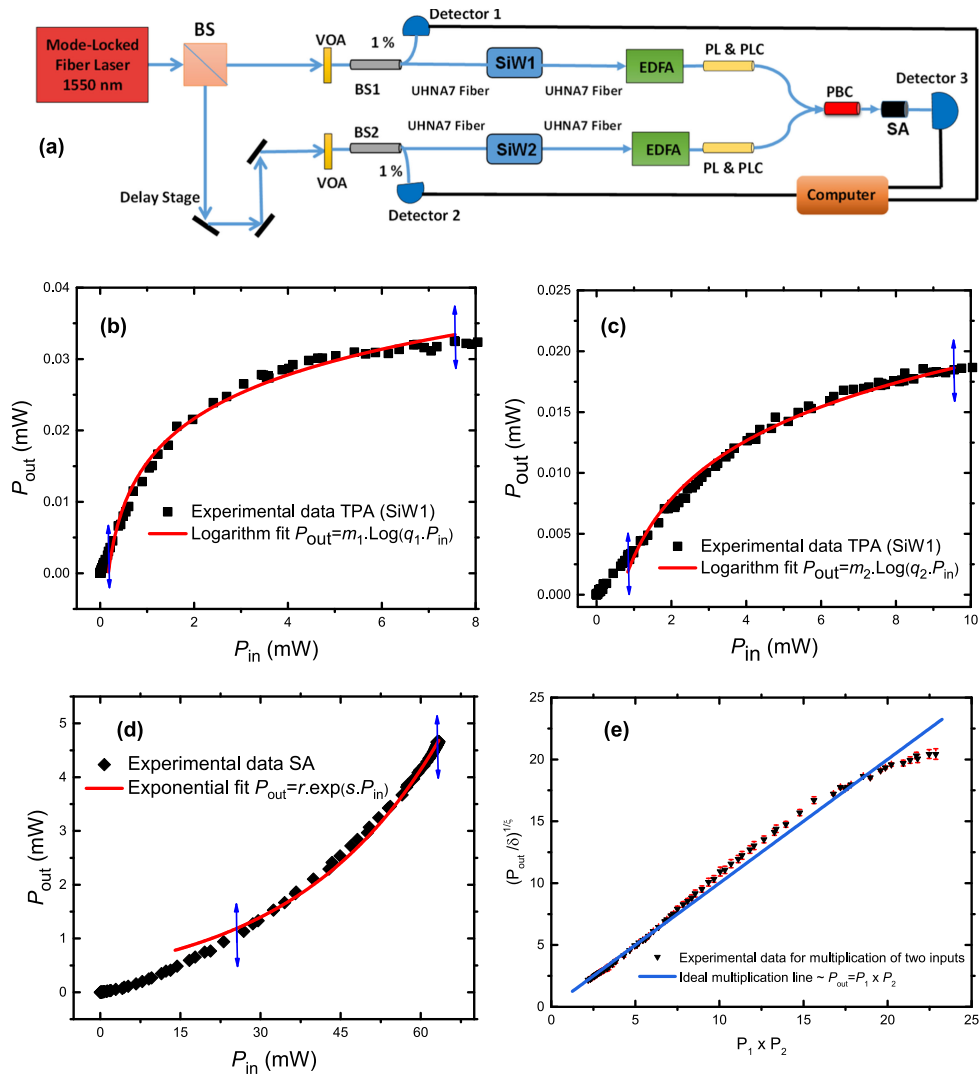 Mode-Locked
Fiber Laser
1550 nm
BS
VOA
1 %
Detector 1
BS1
UHNA7 Fiber
SiW1
UHNA7 Fiber
EDFA
PL & PLC
PBC
SA
Detector 3
(a)
Delay Stage
VOA
BS2
1 %
Detector 2
UHNA7 Fiber
SiW2
UHNA7 Fiber
EDFA
PL & PLC
Computer
(b)
0.04
0.03
0.02
0.01
0.00
Pout (mW)
Experimental data TPA (SiW1)
Logarithm fit Pout=m1.Log(q1.Pin)
0 2 4 6 8
Pin (mW)
(c)
0.025
0.020
0.015
0.010
0.005
0.000
Pout (mW)
Experimental data TPA (SiW1)
Logarithm fit Pout=m2.Log(q2.Pin)
0 2 4 6 8 10
Pin (mW)
(d)
5
4
3
2
1
0
Pout (mW)
Experimental data SA
Exponential fit Pout=r.exp(s.Pin)
0 15 30 45 60
Pin (mW)
(e)
25
20
15
10
5
0
(Pout /δ)1/ξ
Experimental data for multiplication of two inputs
Ideal multiplication line ~ Pout=P1 x P2
0 5 10 15 20 25
P1 x P2